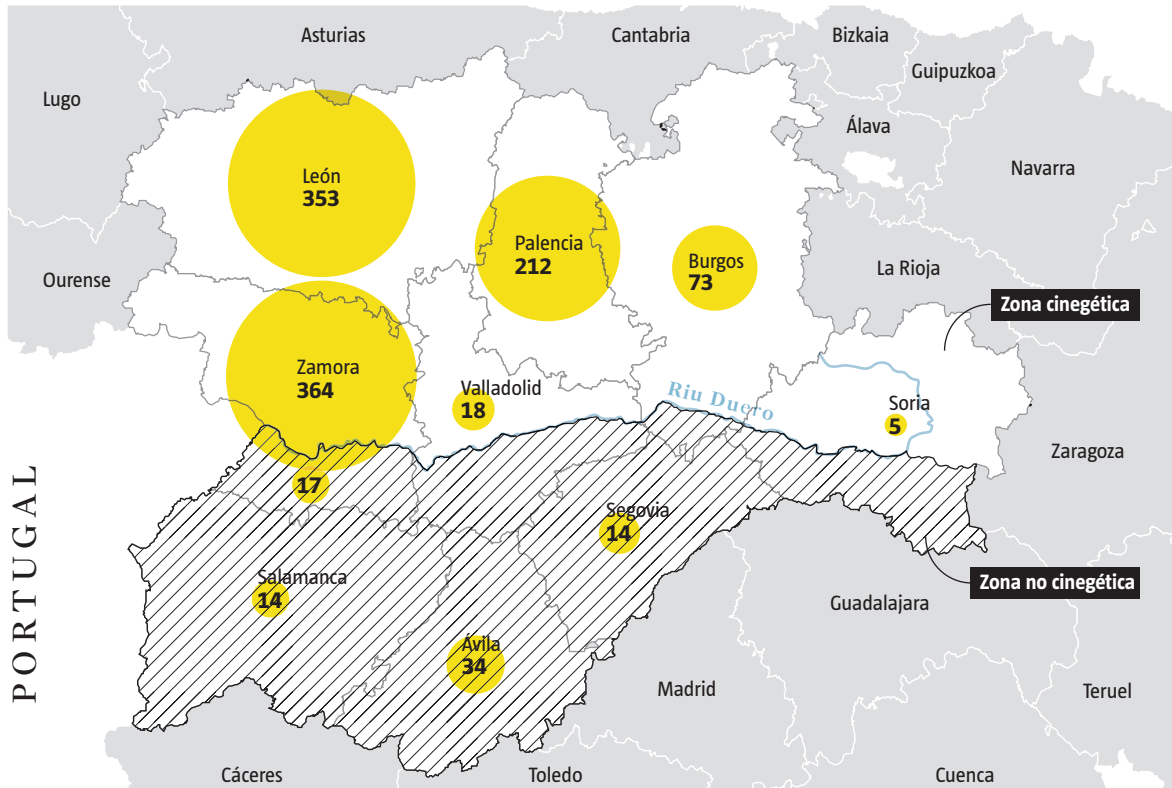 Asturias
Cantabria
Bizkaia
Guipuzkoa
Lugo
Álava
Navarra
León
353
Palencia
212
Burgos
73
Ourense
La Rioja
Zona cinegética
Zamora
364
Valladolid
18
Riu Duero
Soria
5
Zaragoza
PORTUGAL
17
Segovia
14
Salamanca
14
Zona no cinegética
Guadalajara
Ávila
34
Madrid
Teruel
Cáceres
Toledo
Cuenca